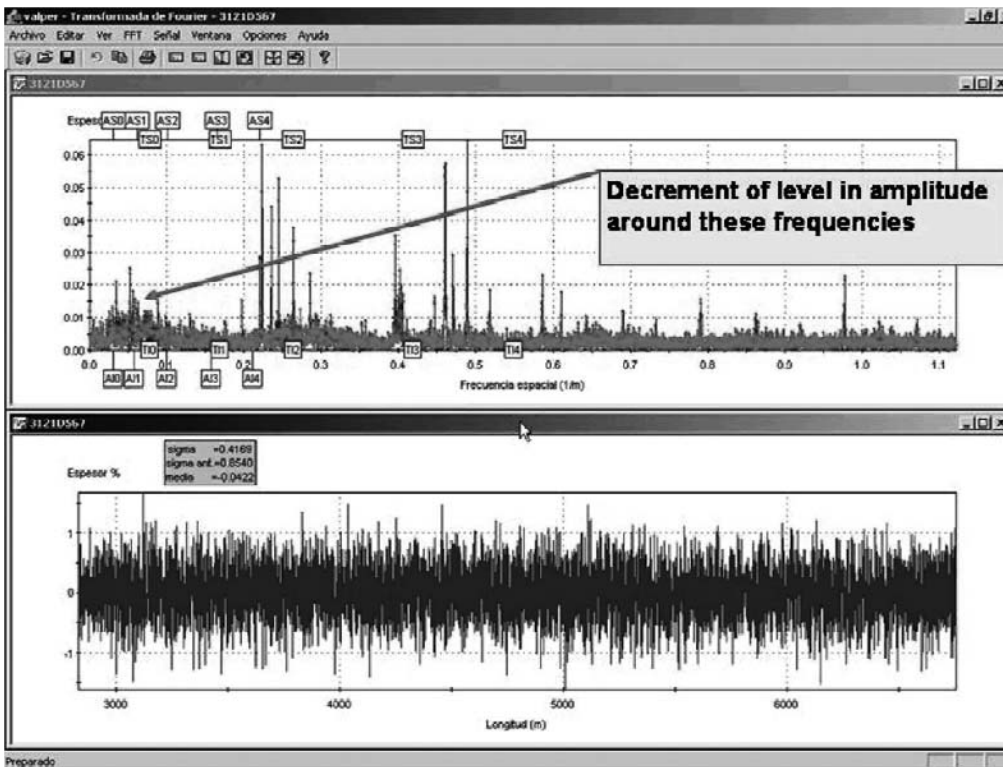 valper - Transformada de Fourier - 3121D567
Archivo Editar Ver FFT Señal Ventana Opciones Ayuda
3121D567
AS0 AS1 AS2 AS3 AS4
TS0 TS1 TS2 TS3 TS4
0.06
0.05
0.04
0.03
0.02
0.01
0.00
Decrement of level in amplitude
around these frequencies
TI0 TI1 TI2 TI3 TI4
0.0 0.1 0.2 0.3 0.4 0.5 0.6 0.7 0.8 0.9 1.0 1.1
AI0 AI1 AI2 AI3 AI4
Frecuencia espacial (1/m)
3121D567
sigma =0.4169
sigma ant.=0.8540
media =-0.0422
Espesor %
1
0
-1
3000 4000 5000 6000
Longitud (m)
Preparado